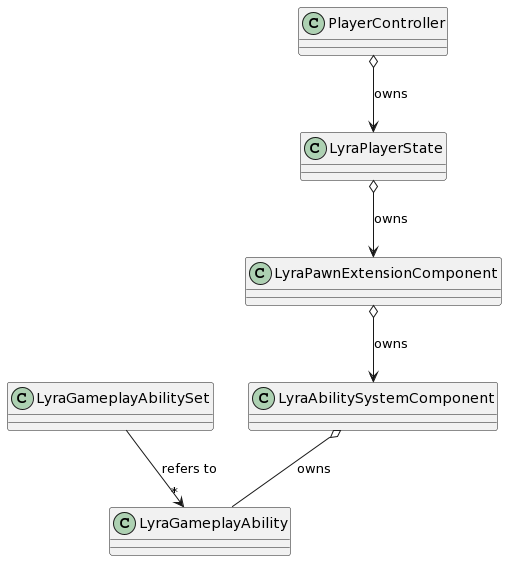 C PlayerController
owns
C LyraPlayerState
owns
C LyraPawnExtensionComponent
owns
C LyraGameplayAbilitySet
C LyraAbilitySystemComponent
refers to
owns
*
C LyraGameplayAbility